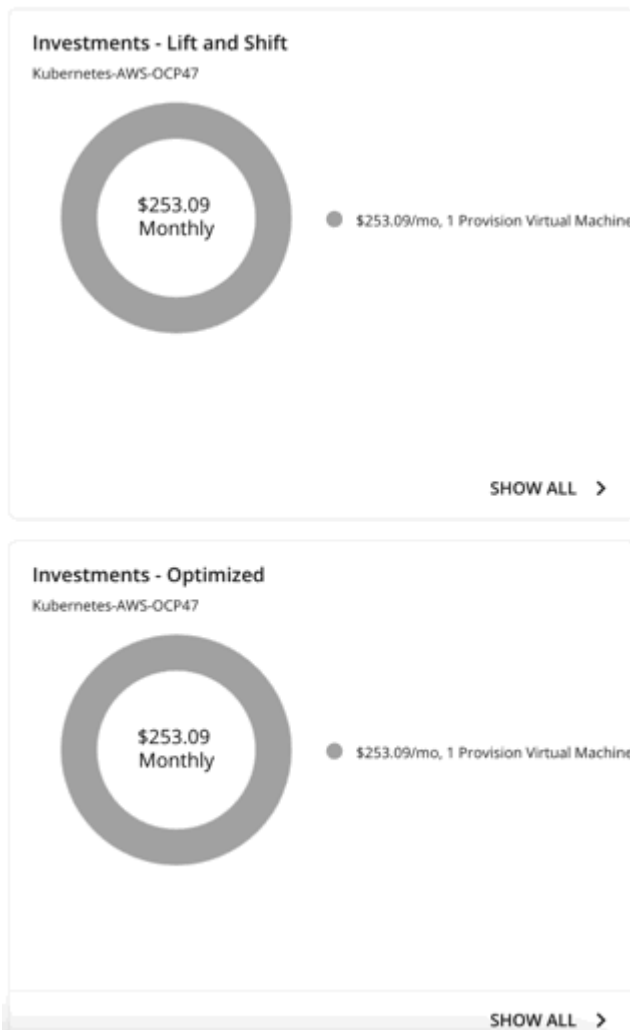 Investments - Lift and Shift
Kubernetes-AWS-OCP47
$253.09
Monthly
$253.09/mo, 1 Provision Virtual Machine
SHOW ALL >
Investments - Optimized
Kubernetes-AWS-OCP47
$253.09
Monthly
$253.09/mo, 1 Provision Virtual Machine
SHOW ALL >